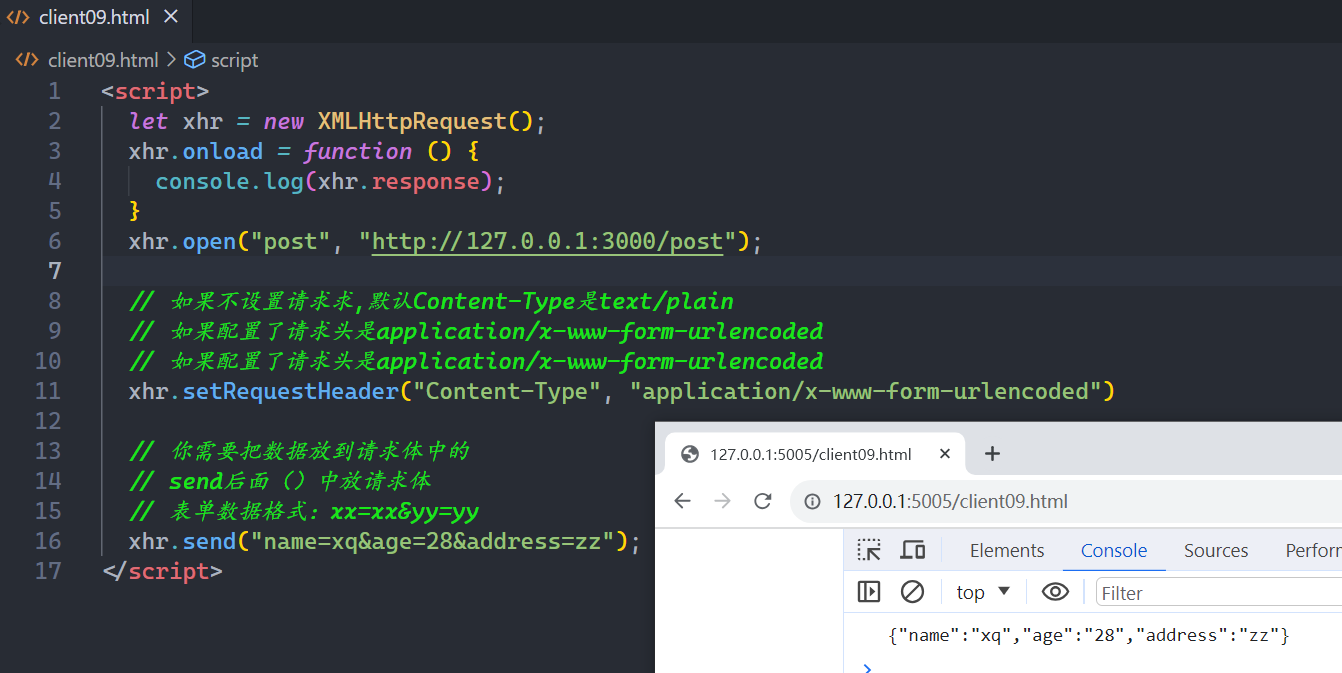 client09.html
client09.html > script
1 <script>
2 let xhr = new XMLHttpRequest();
3 xhr.onload = function () {
4 console.log(xhr.response);
5 }
6 xhr.open("post", "http://127.0.0.1:3000/post");
7
8 // 如果不设置请求求,默认Content-Type是text/plain
9 // 如果配置了请求头是application/x-www-form-urlencoded
10 // 如果配置了请求头是application/x-www-form-urlencoded
11 xhr.setRequestHeader("Content-Type", "application/x-www-form-urlencoded")
12
13 // 你需要把数据放到请求体中的
14 // send后面（）中放请求体
15 // 表单数据格式：xx=xx&yy=yy
16 xhr.send("name=xq&age=28&address=zz");
17 </script>
127.0.0.1:5005/client09.html
127.0.0.1:5005/client09.html
Elements Console Sources Perforn
top Filter
{"name":"xq","age":"28","address":"zz"}